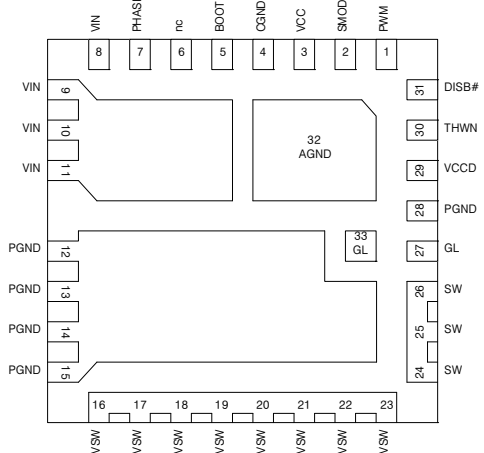 VIN PHASE nc BOOT CGND VCC SMOD PWM
8 7 6 5 4 3 2 1
VIN 9 31 DISB#
VIN 10 32 30 THWN
AGND
VIN 11 29 VCCD
28 PGND
PGND 12 33 27 GL
GL
PGND 13 26 SW
PGND 14 25 SW
PGND 15 24 SW
16 17 18 19 20 21 22 23
VSW VSW VSW VSW VSW VSW VSW VSW